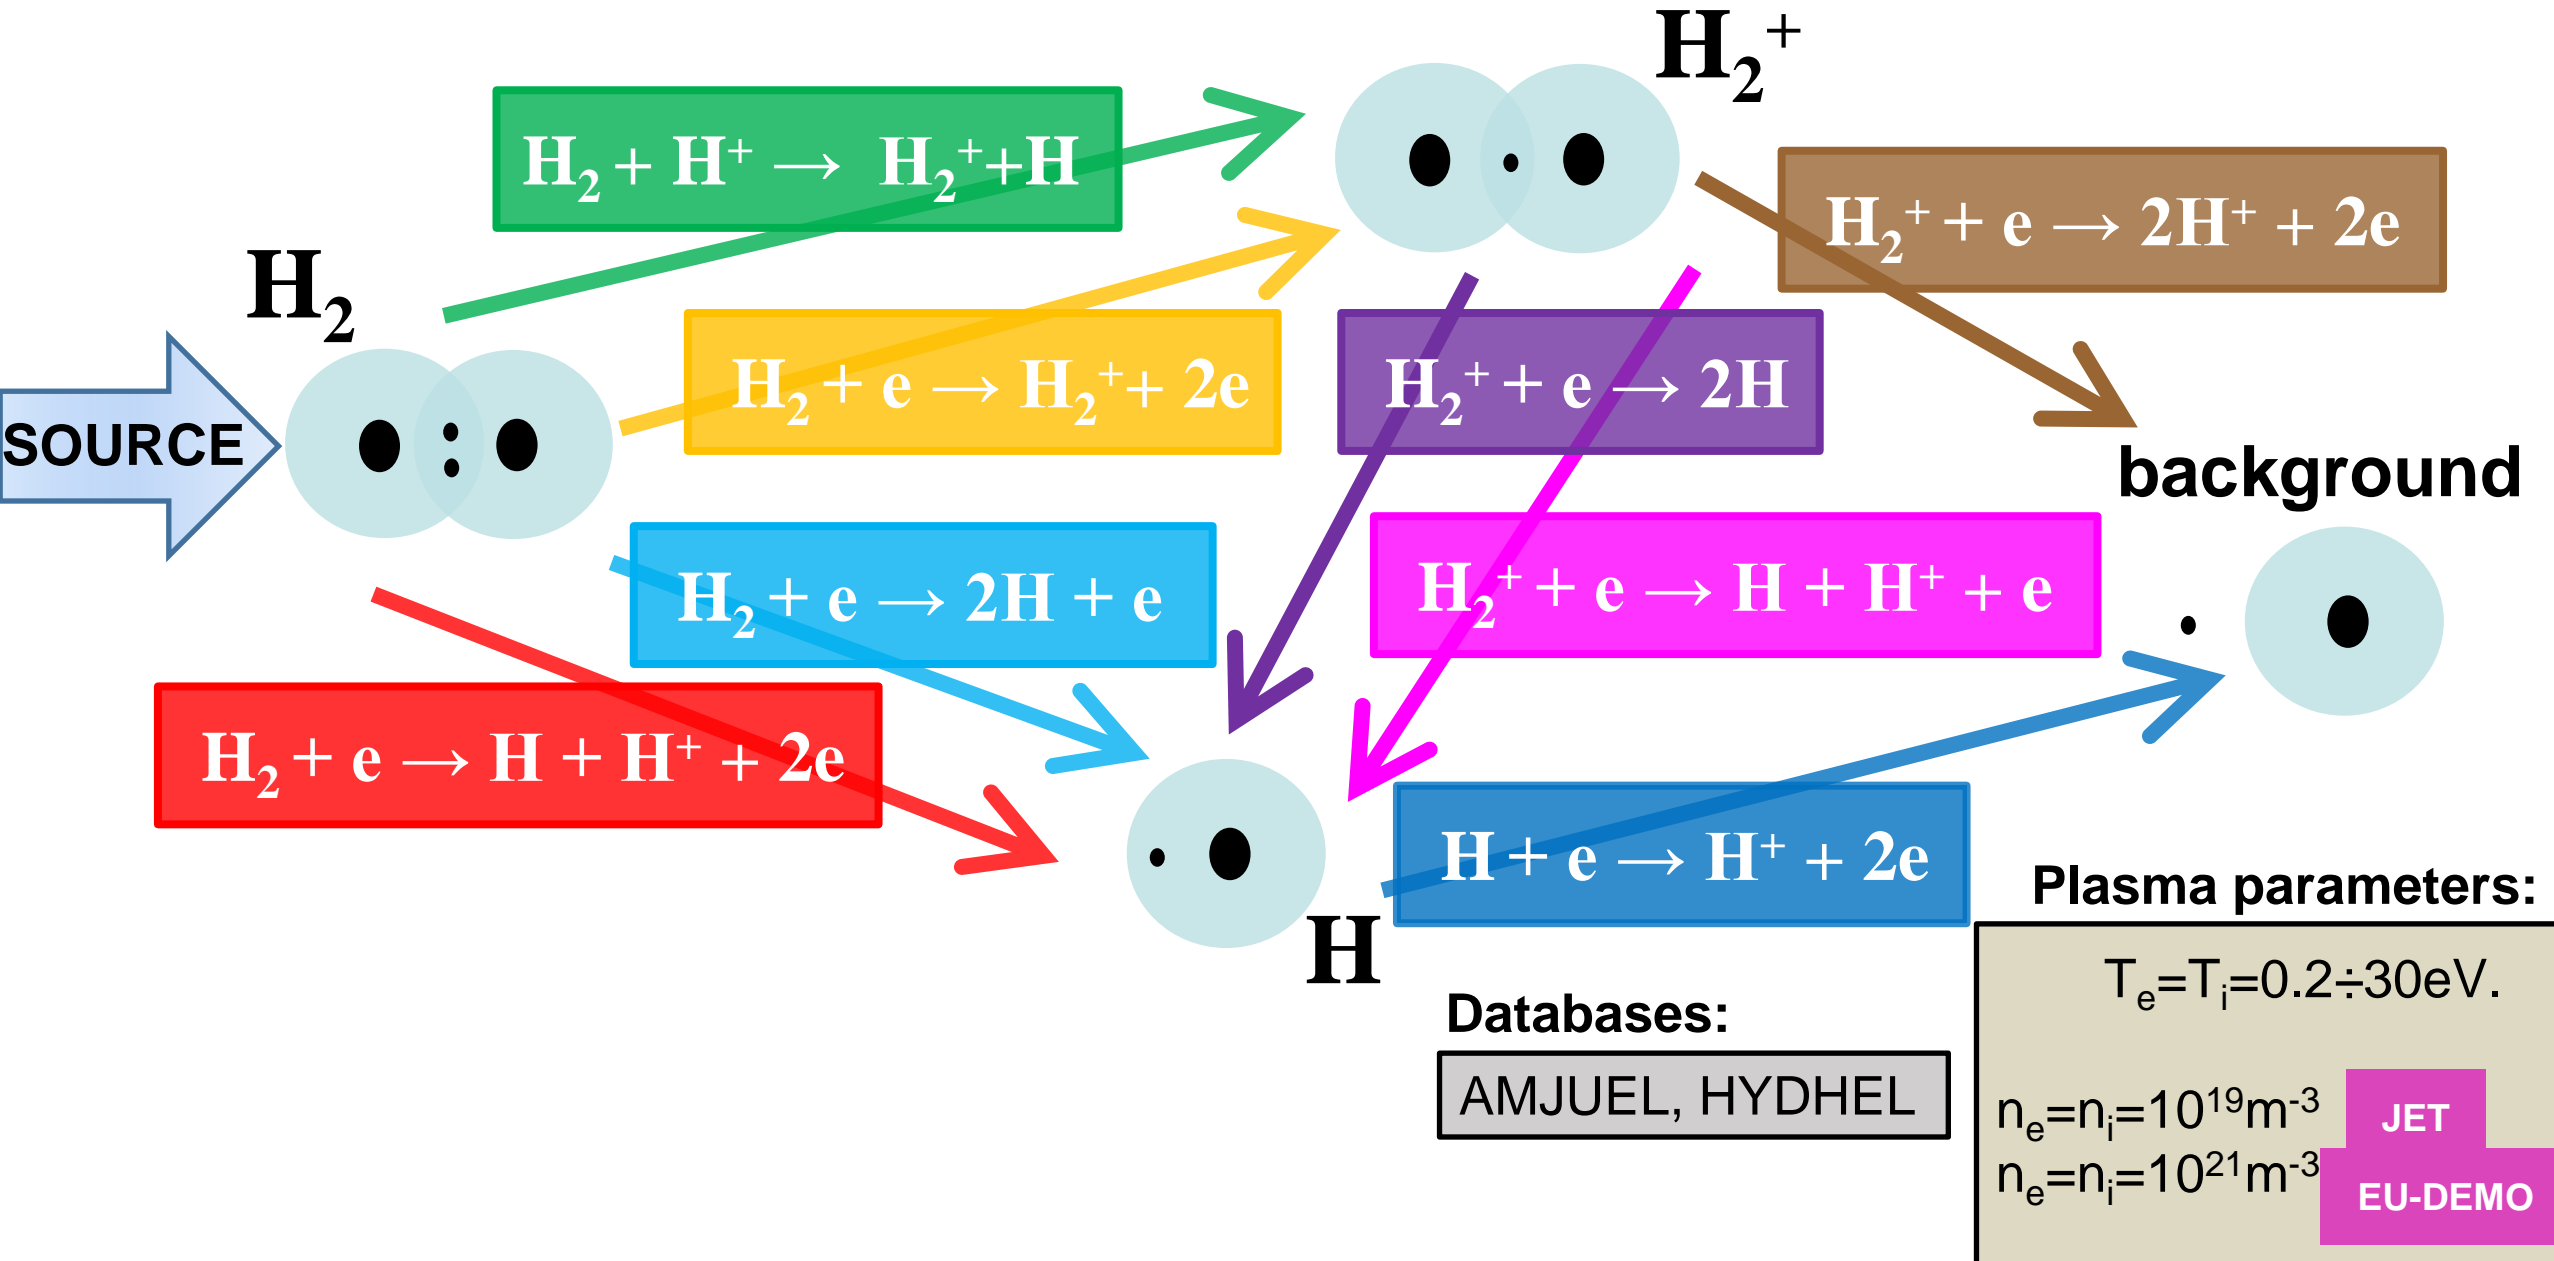 H₂⁺
H₂ + H⁺ → H₂⁺+H
H₂⁺ + e → 2H⁺ + 2e
H₂
H₂ + e → H₂⁺+ 2e
H₂⁺ + e → 2H
SOURCE
background
H₂ + e → 2H + e
H₂⁺ + e → H + H⁺ + e
H₂ + e → H + H⁺ + 2e
H + e → H⁺ + 2e
H
Plasma parameters:
Tₑ=Tᵢ=0.2÷30eV.
Databases:
AMJUEL, HYDHEL
nₑ=nᵢ=10¹⁹m⁻³ JET
nₑ=nᵢ=10²¹m⁻³ EU-DEMO